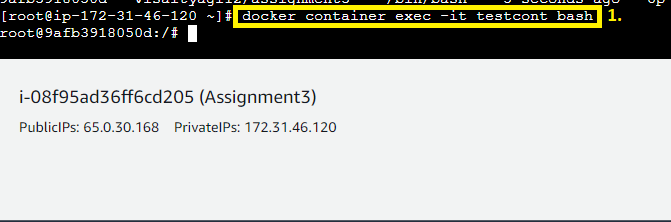 [root@ip-172-31-46-120 ~]# docker container exec -it testcont bash 1.
root@9afb3918050d:/#
i-08f95ad36ff6cd205 (Assignment3)
PublicIPs: 65.0.30.168 PrivateIPs: 172.31.46.120